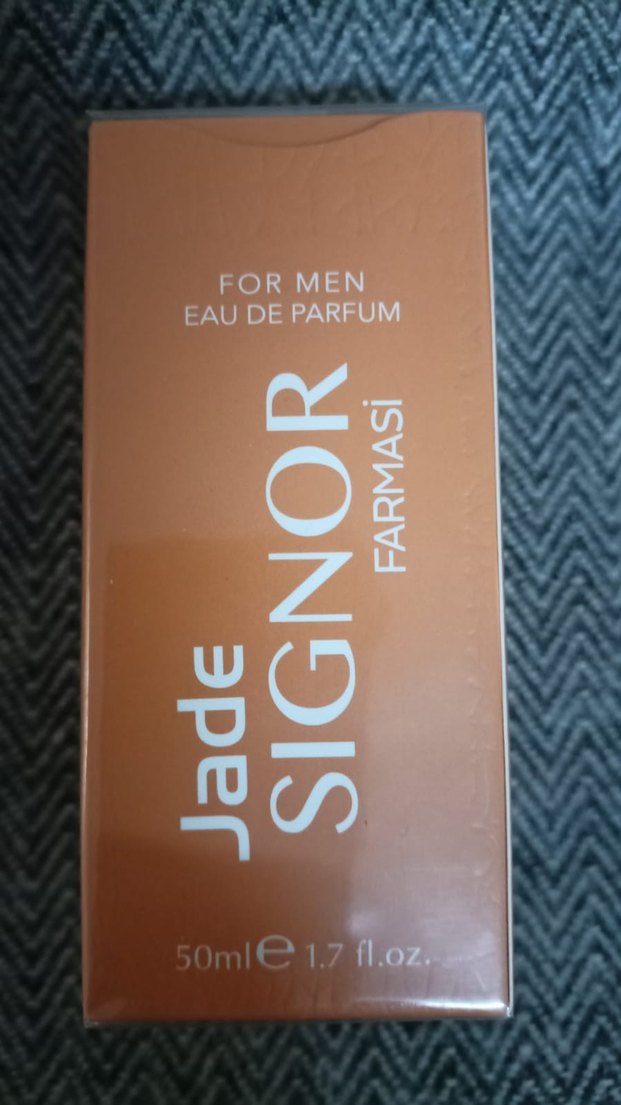 FOR MEN
EAU DE PARFUM
Jade
SIGNOR
FARMASİ
50ml e 1.7 fl.oz.